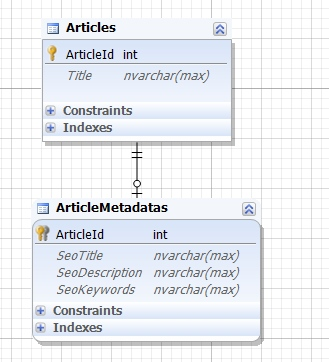 Articles
ArticleId int
Title nvarchar(max)
Constraints
Indexes
ArticleMetadatas
ArticleId int
SeoTitle nvarchar(max)
SeoDescription nvarchar(max)
SeoKeywords nvarchar(max)
Constraints
Indexes